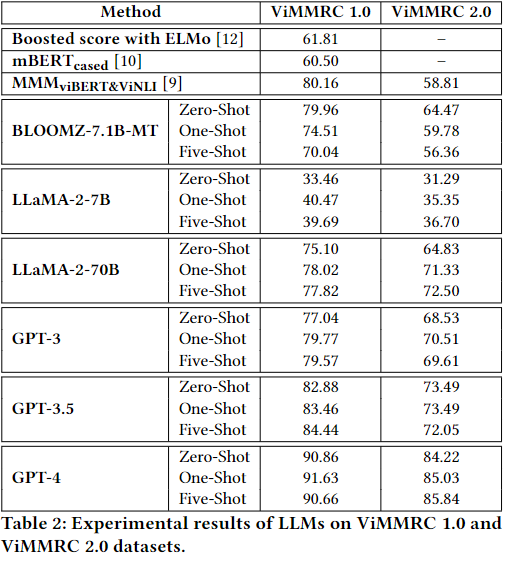 Method ViMMRC 1.0 ViMMRC 2.0
Boosted score with ELMo [12] 61.81 –
mBERTcased [10] 60.50 –
MMMviBERT&ViNLI [9] 80.16 58.81
BLOOMZ-7.1B-MT
Zero-Shot 79.96 64.47
One-Shot 74.51 59.78
Five-Shot 70.04 56.36
LLaMA-2-7B
Zero-Shot 33.46 31.29
One-Shot 40.47 35.35
Five-Shot 39.69 36.70
LLaMA-2-70B
Zero-Shot 75.10 64.83
One-Shot 78.02 71.33
Five-Shot 77.82 72.50
GPT-3
Zero-Shot 77.04 68.53
One-Shot 79.77 70.51
Five-Shot 79.57 69.61
GPT-3.5
Zero-Shot 82.88 73.49
One-Shot 83.46 73.49
Five-Shot 84.44 72.05
GPT-4
Zero-Shot 90.86 84.22
One-Shot 91.63 85.03
Five-Shot 90.66 85.84
Table 2: Experimental results of LLMs on ViMMRC 1.0 and
ViMMRC 2.0 datasets.